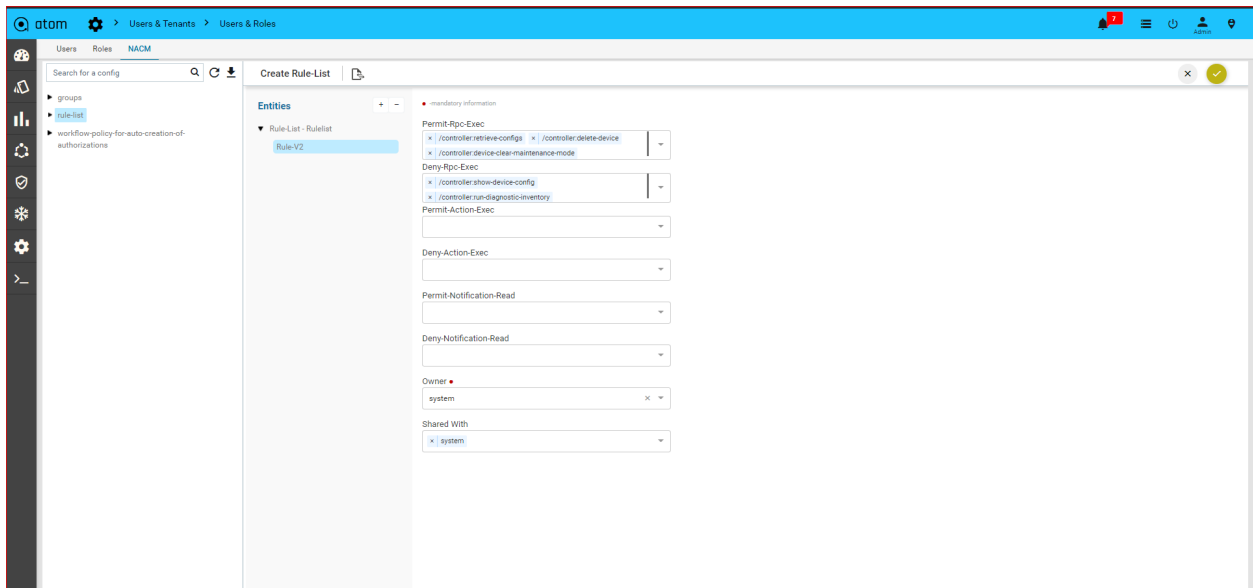 atom > Users & Tenants > Users & Roles
7
Admin
Users Roles NACM
Search for a config
groups
rule-list
workflow-policy-for-auto-creation-of-
authorizations
Create Rule-List
Entities + −
Rule-List - Rulelist
Rule-V2
-mandatory information
Permit-Rpc-Exec
× /controller:retrieve-configs × /controller:delete-device
× /controller:device-clear-maintenance-mode
Deny-Rpc-Exec
× /controller:show-device-config
× /controller:run-diagnostic-inventory
Permit-Action-Exec
Deny-Action-Exec
Permit-Notification-Read
Deny-Notification-Read
Owner
system ×
Shared With
× system